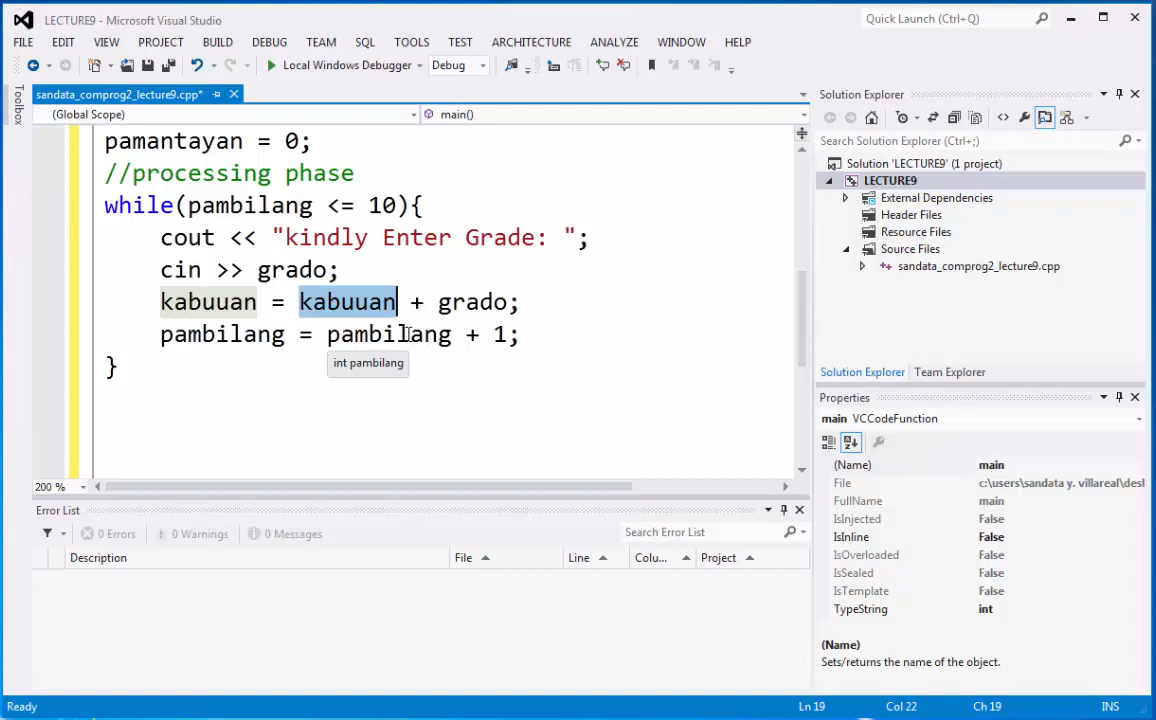 LECTURE9 - Microsoft Visual Studio
Quick Launch (Ctrl+Q)
FILE EDIT VIEW PROJECT BUILD DEBUG TEAM SQL TOOLS TEST ARCHITECTURE ANALYZE WINDOW HELP
Local Windows Debugger Debug
Toolbox
sandata_comprog2_lecture9.cpp*
(Global Scope) main()
pamantayan = 0;
//processing phase
while(pambilang <= 10){
cout << "kindly Enter Grade: ";
cin >> grado;
kabuuan = kabuuan + grado;
pambilang = pambilang + 1;
int pambilang
}
200 %
Error List
0 Errors 0 Warnings 0 Messages
Search Error List
Description File Line Colu... Project
Solution Explorer
Search Solution Explorer (Ctrl+;)
Solution 'LECTURE9' (1 project)
LECTURE9
External Dependencies
Header Files
Resource Files
Source Files
sandata_comprog2_lecture9.cpp
Solution Explorer Team Explorer
Properties
main VCCodeFunction
(Name) main
File c:\users\sandata y. villareal\desl
FullName main
IsInjected False
IsInline False
IsOverloaded False
IsSealed False
IsTemplate False
TypeString int
(Name)
Sets/returns the name of the object.
Ready Ln 19 Col 22 Ch 19 INS